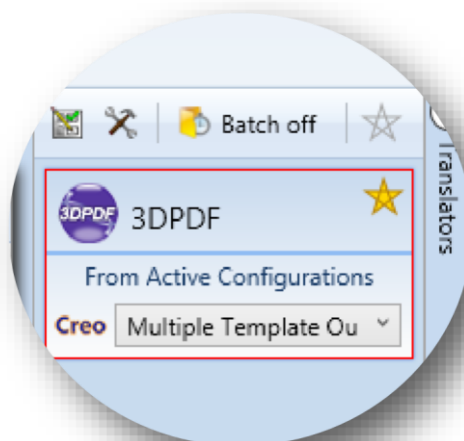 Batch off
Translators
3DPDF
3DPDF
From Active Configurations
Creo
Multiple Template Ou